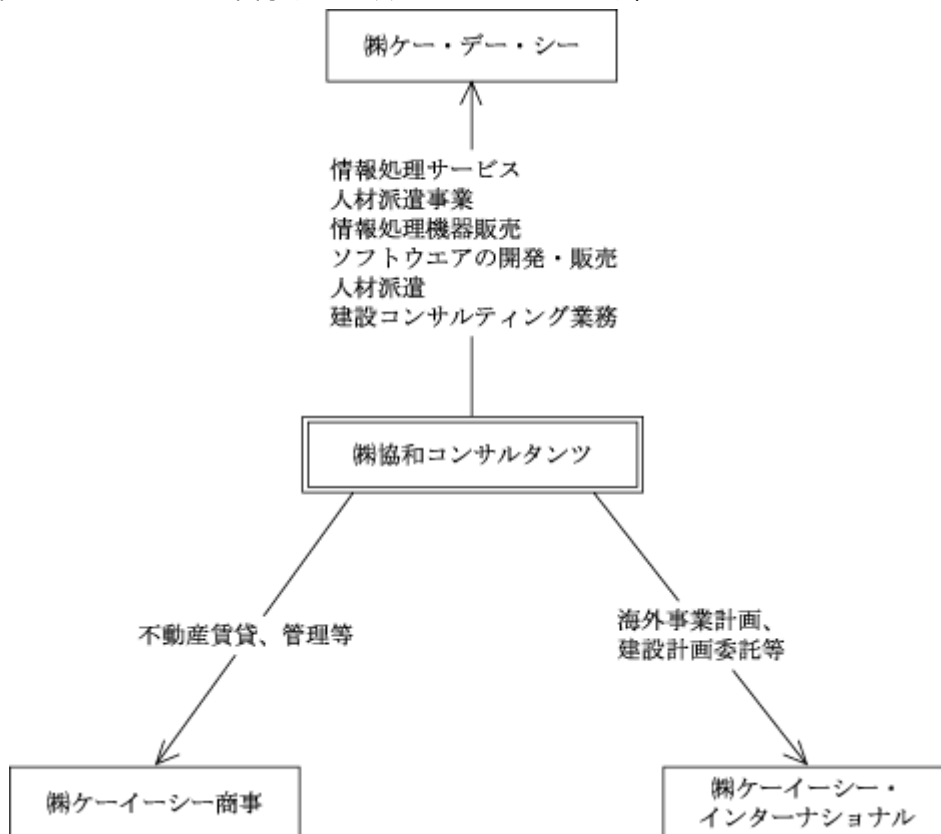 ㈱ケー・デー・シー
情報処理サービス
人材派遣事業
情報処理機器販売
ソフトウエアの開発・販売
人材派遣
建設コンサルティング業務
㈱協和コンサルタンツ
不動産賃貸、管理等
海外事業計画、
建設計画委託等
㈱ケーイーシー商事
㈱ケーイーシー・
インターナショナル